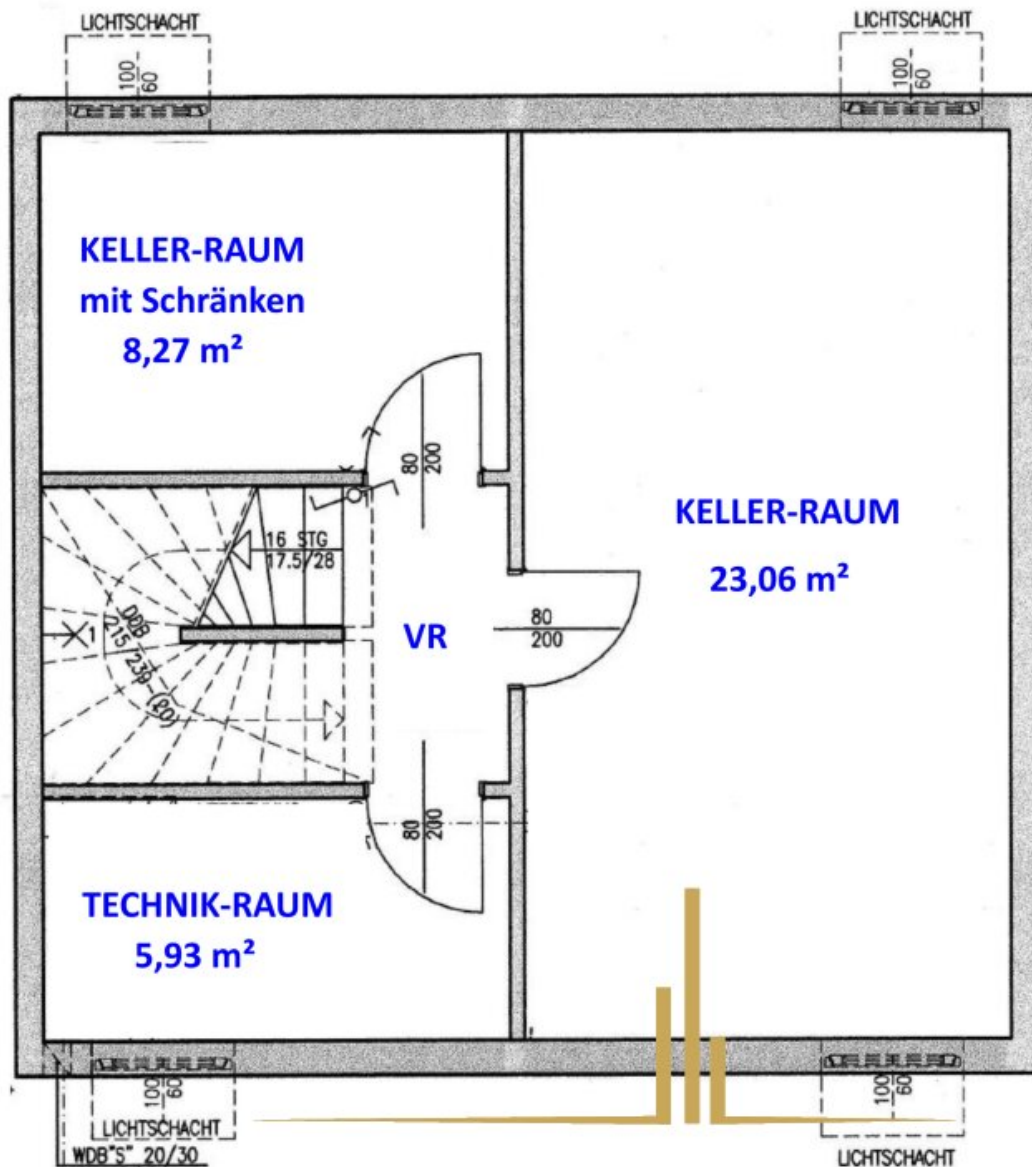 LICHTSCHACHT
100
60
LICHTSCHACHT
100
60
KELLER-RAUM
mit Schränken
8,27 m²
80
200
16 STG
17.5/28
KELLER-RAUM
23,06 m²
80
200
VR
1
DDB
215/239 (20)
80
200
TECHNIK-RAUM
5,93 m²
100
60
LICHTSCHACHT
WDB"S" 20/30
100
60
LICHTSCHACHT